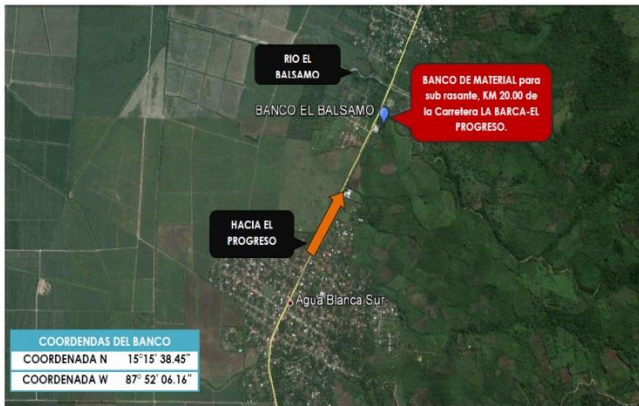 RIO EL
BALSAMO
BANCO DE MATERIAL para
sub rasante, KM 20.00 de
la Carretera LA BARCA-EL
PROGRESO.
BANCO EL BALSAMO
HACIA EL
PROGRESO
Agua Blanca Sur
COORDENDAS DEL BANCO
COORDENADA N 15°15' 38.45"
COORDENADA W 87° 52' 06.16"